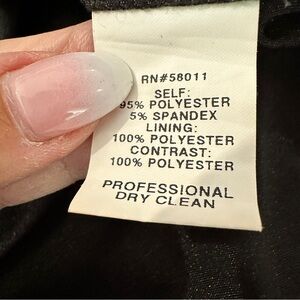 RN#58011
SELF:
95% POLYESTER
5% SPANDEX
LINING:
100% POLYESTER
CONTRAST:
100% POLYESTER
PROFESSIONAL
DRY CLEAN